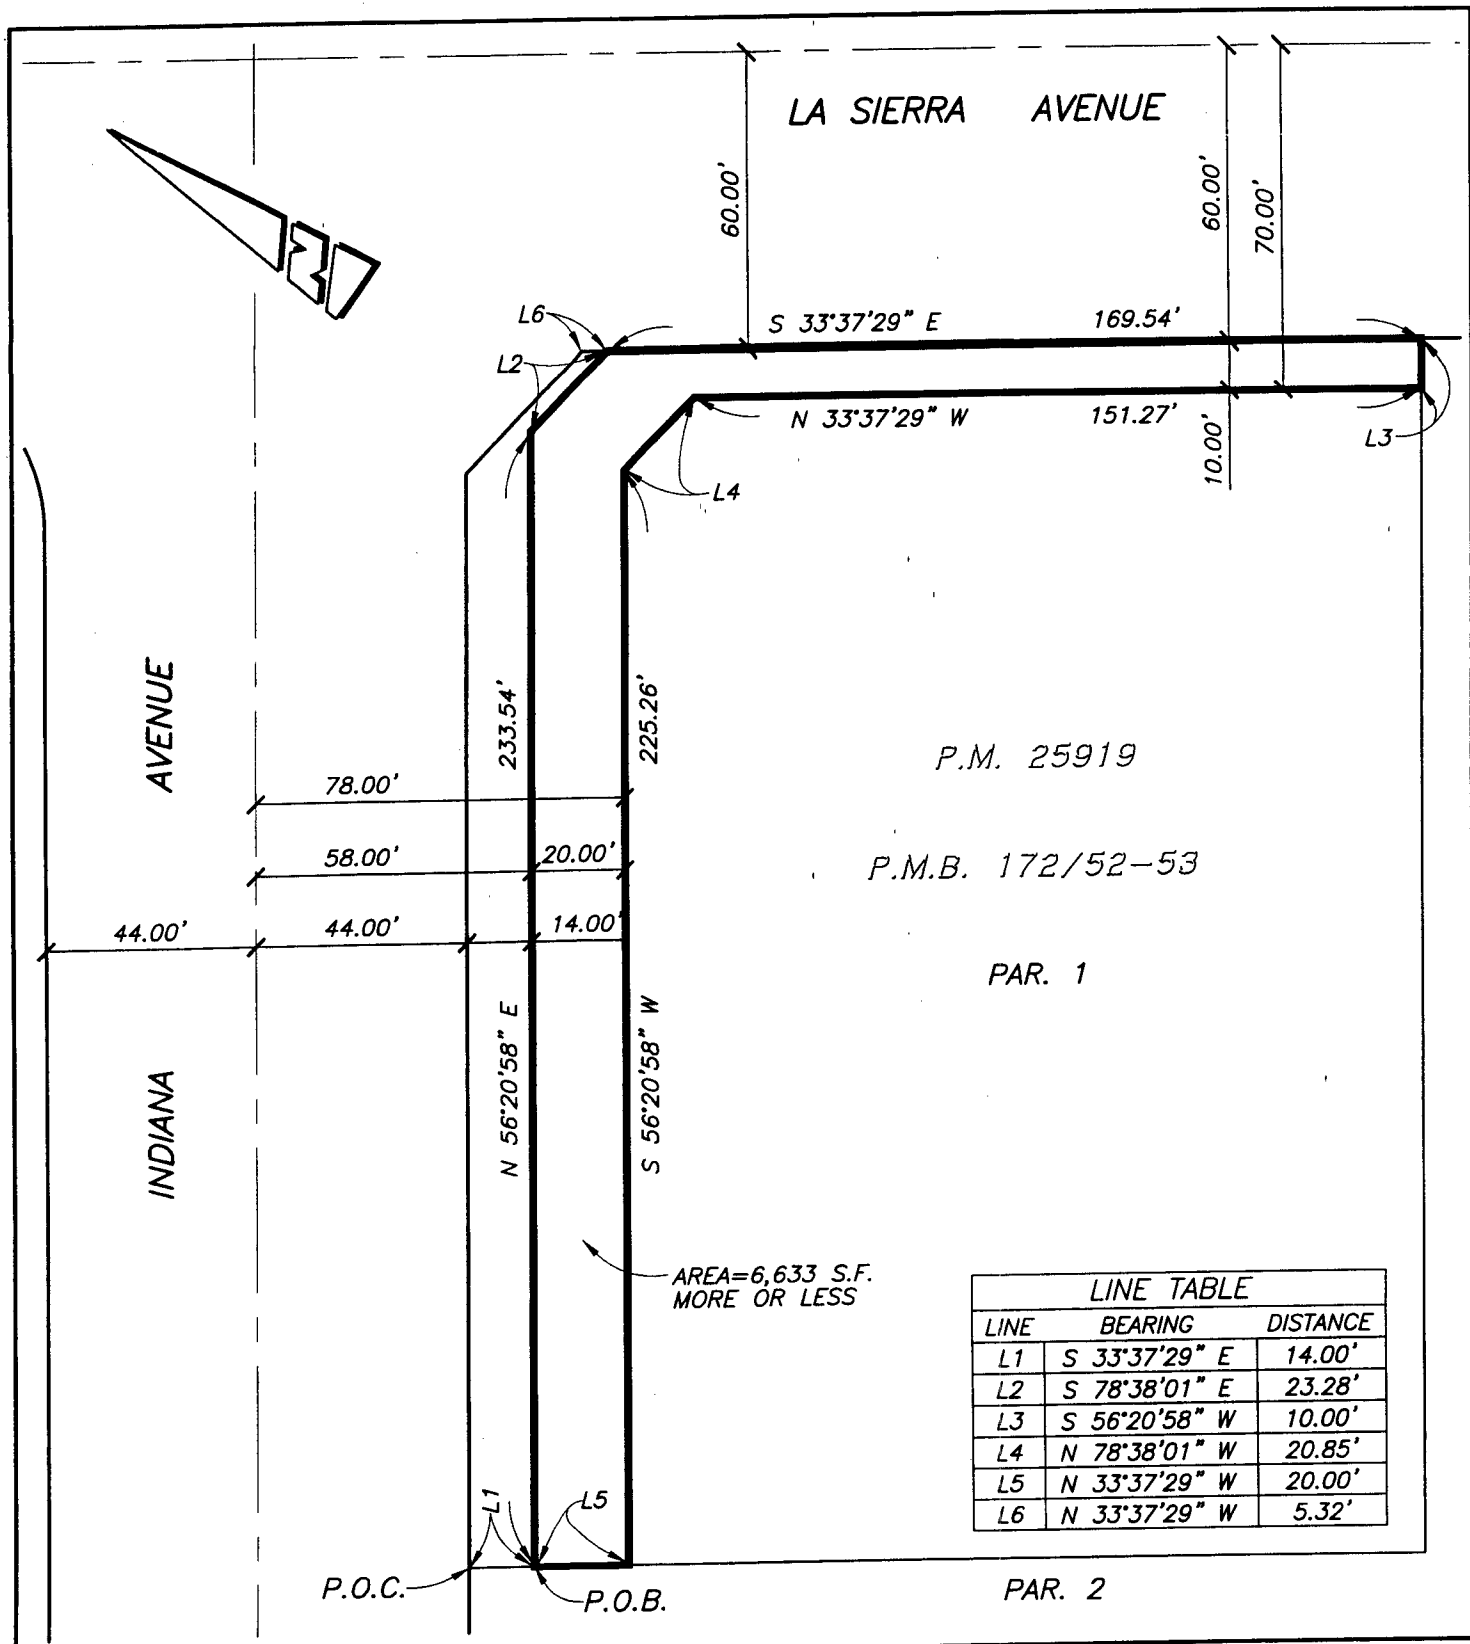 LA SIERRA AVENUE
60.00'
60.00'
70.00'
N
L6
S 33°37'29" E 169.54'
L2
N 33°37'29" W 151.27'
10.00'
L3
L4
AVENUE
233.54'
225.26'
P.M. 25919
78.00'
P.M.B. 172/52-53
58.00' 20.00'
44.00' 44.00' 14.00'
PAR. 1
N 56°20'58" E
S 56°20'58" W
INDIANA
AREA=6,633 S.F.
MORE OR LESS
LINE TABLE
LINE BEARING DISTANCE
L1 S 33°37'29" E 14.00'
L2 S 78°38'01" E 23.28'
L3 S 56°20'58" W 10.00'
L4 N 78°38'01" W 20.85'
L5 N 33°37'29" W 20.00'
L6 N 33°37'29" W 5.32'
L1
L5
P.O.C.
P.O.B.
PAR. 2